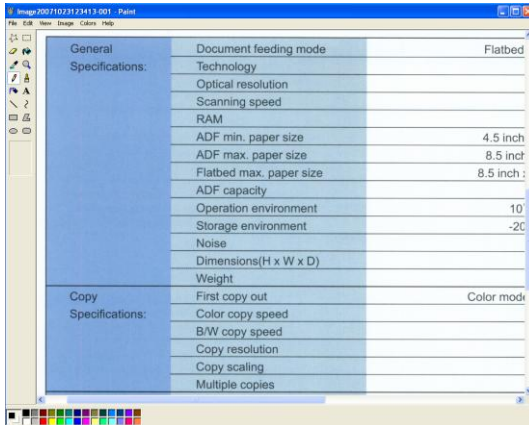 Image20071023123413-001 - Paint
File Edit View Image Colors Help
General Document feeding mode Flatbed
Specifications: Technology
Optical resolution
Scanning speed
RAM
ADF min. paper size 4.5 inch
ADF max. paper size 8.5 inch
Flatbed max. paper size 8.5 inch
ADF capacity
Operation environment 10
Storage environment -20
Noise
Dimensions(H x W x D)
Weight
Copy First copy out Color mode
Specifications: Color copy speed
B/W copy speed
Copy resolution
Copy scaling
Multiple copies